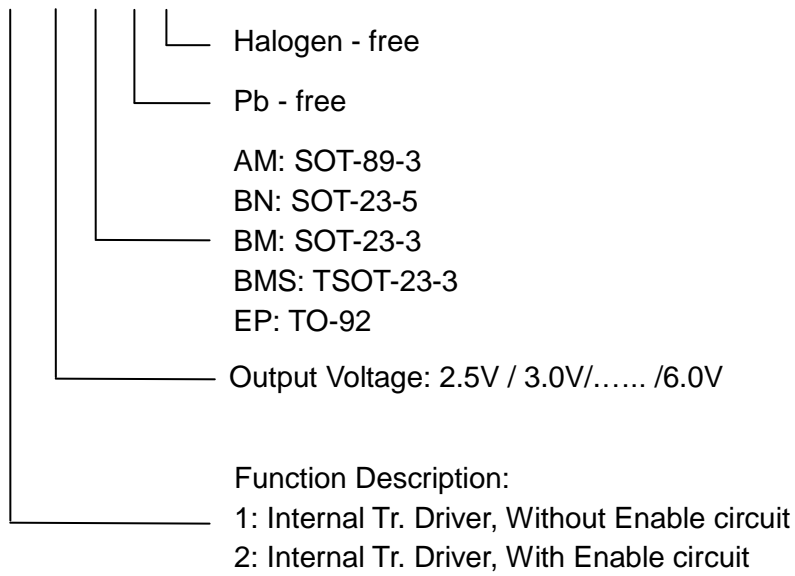 Halogen - free
Pb - free
AM: SOT-89-3
BN: SOT-23-5
BM: SOT-23-3
BMS: TSOT-23-3
EP: TO-92
Output Voltage: 2.5V / 3.0V/…... /6.0V
Function Description:
1: Internal Tr. Driver, Without Enable circuit
2: Internal Tr. Driver, With Enable circuit